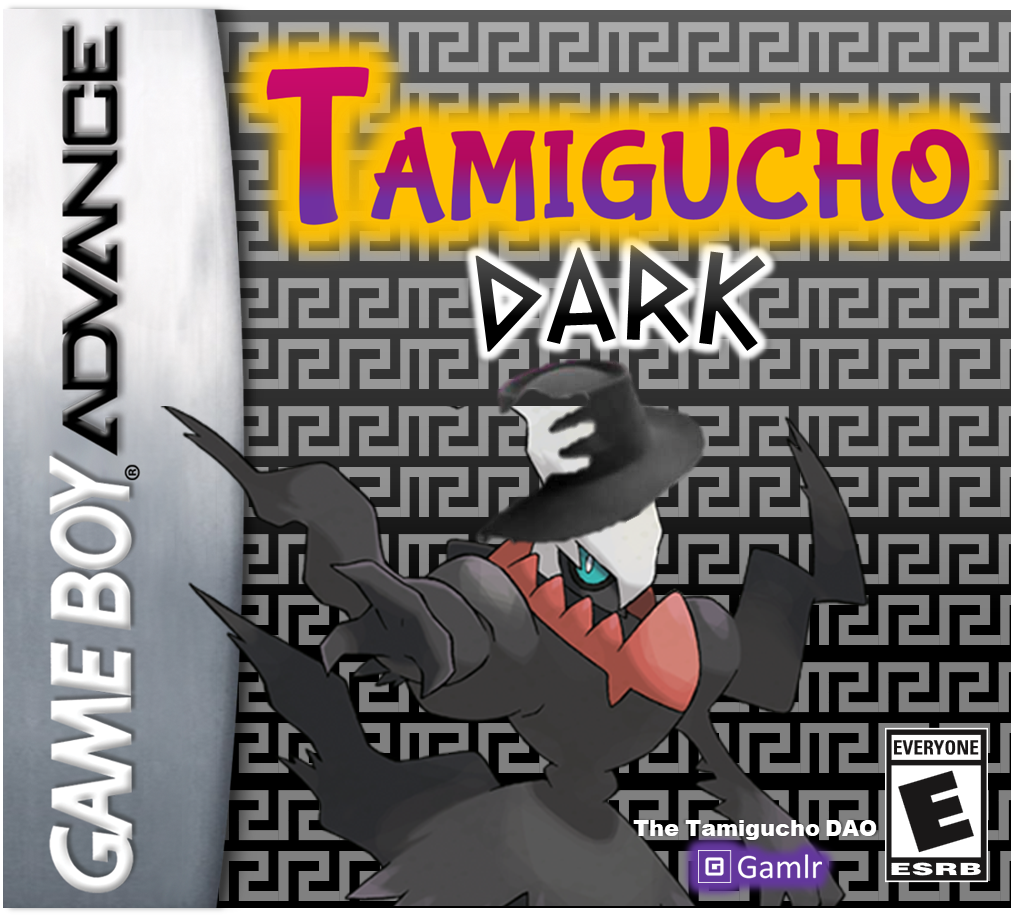 GAME BOY ADVANCE®
TAMIGUCHO
DARK
EVERYONE
E
ESRB
The Tamigucho DAO
G Gamlr